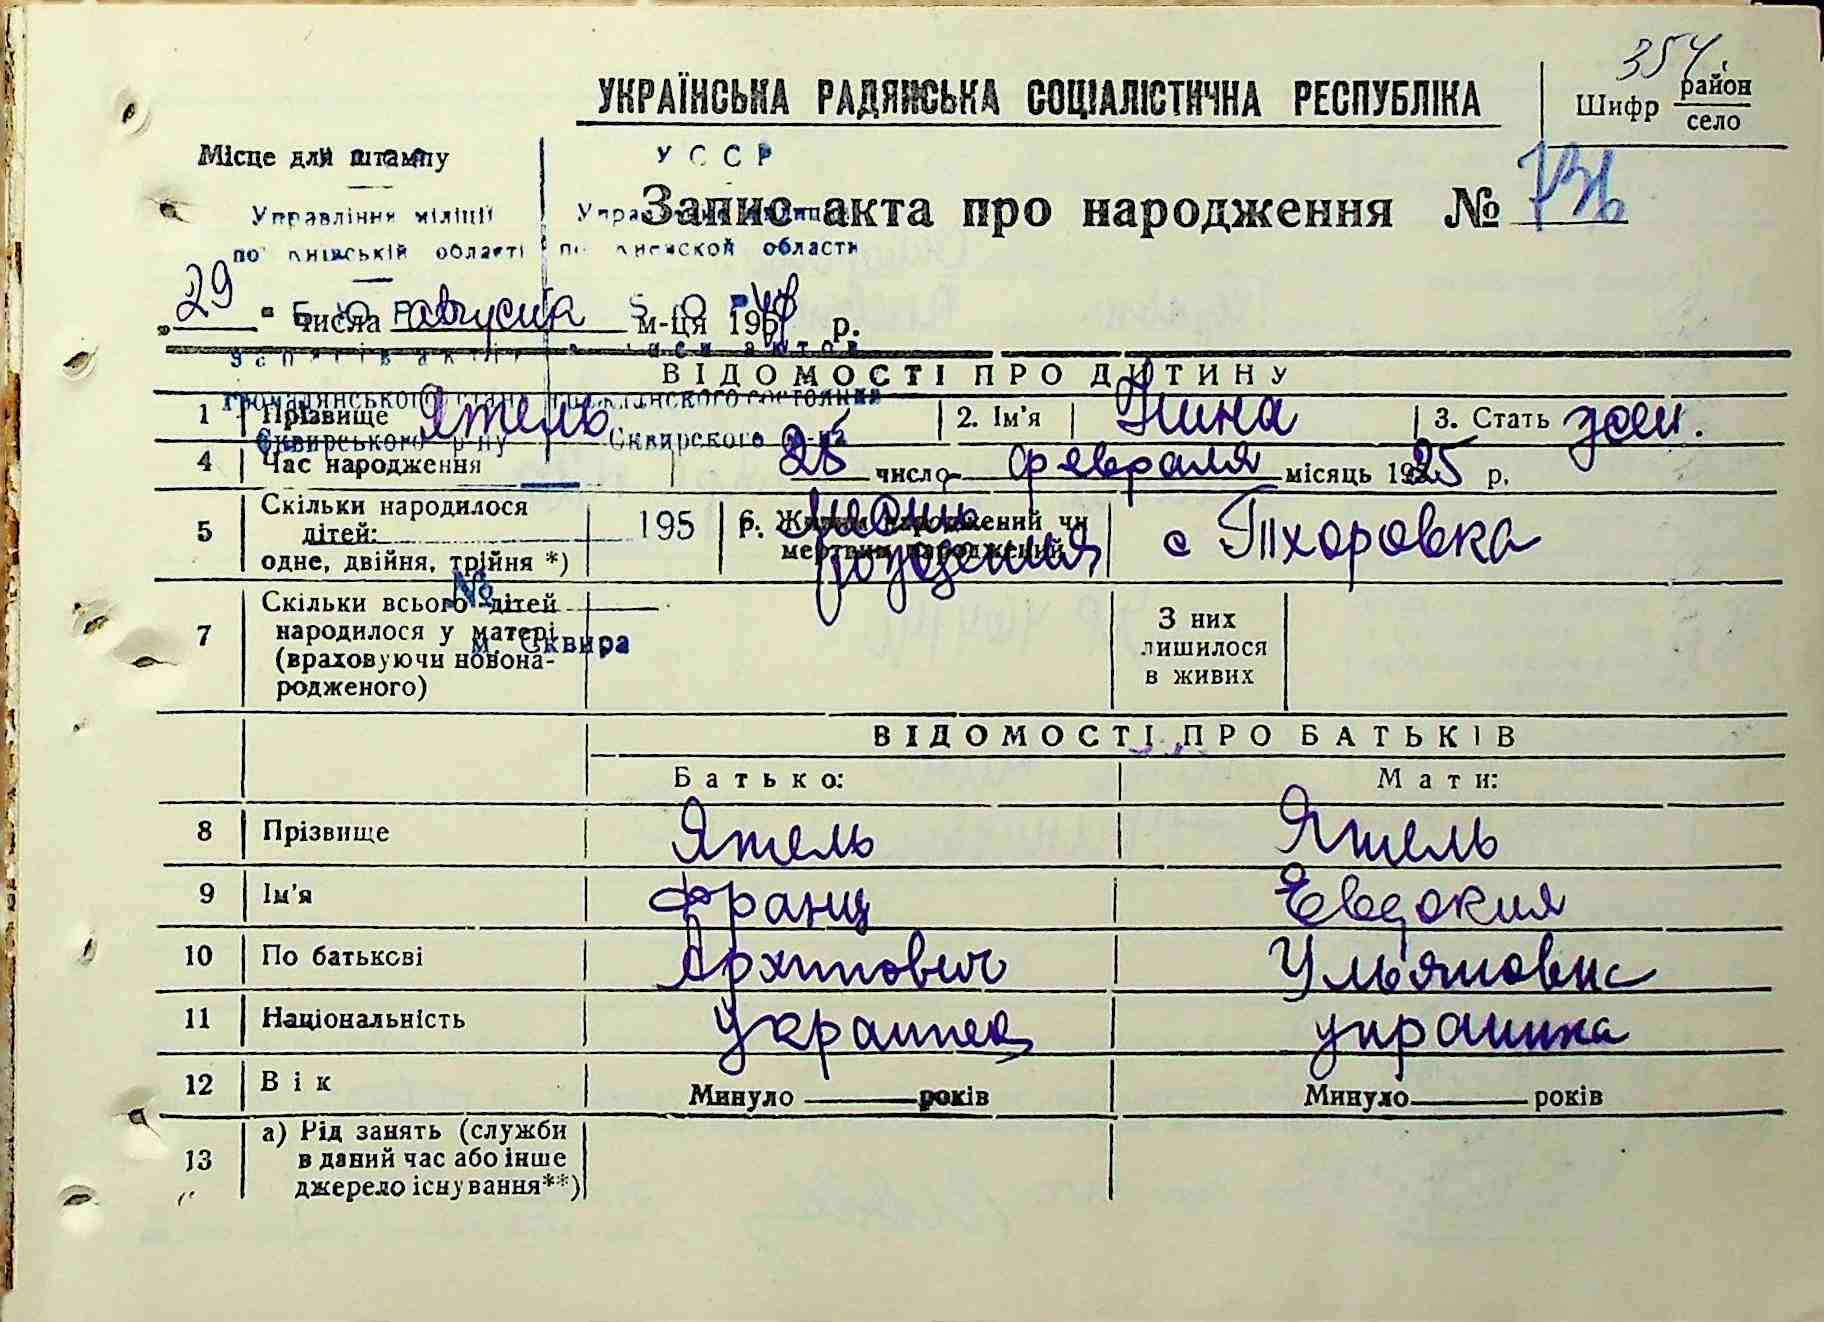 354
УКРАЇНСЬКА РАДЯНСЬКА СОЦІАЛІСТИЧНА РЕСПУБЛІКА
Шифр район
село
Місце для штампу
УССР
Запис акта про народження №
Управління міліції
по Київській області по Киевской области
„29" числа августа м-ця 19 р.
ВІДОМОСТІ ПРО ДИТИНУ
1 Прізвище Ятель 2. Ім'я Нина 3. Стать жен.
Сквирського р-ну Сквирского р-на
4 Час народження 25 число февраля місяць 1925 р.
5 Скільки народилося дітей: одне, двійня, трійня *) 195 р. 6. Живим народжений чи мертвим народжений место рождения с Тхоровка
№
м. Сквира
7 Скільки всього дітей
народилося у матері
(враховуючи новона-
родженого)
З них
лишилося
в живих
ВІДОМОСТІ ПРО БАТЬКІВ
Батько: Мати:
8 Прізвище Ятель Ятель
9 Ім'я Франц Евдокия
10 По батькові Архипович Ульяновна
11 Національність украинец украинка
12 Вік Минуло років Минуло років
13 а) Рід занять (служби
в даний час або інше
джерело існування**)